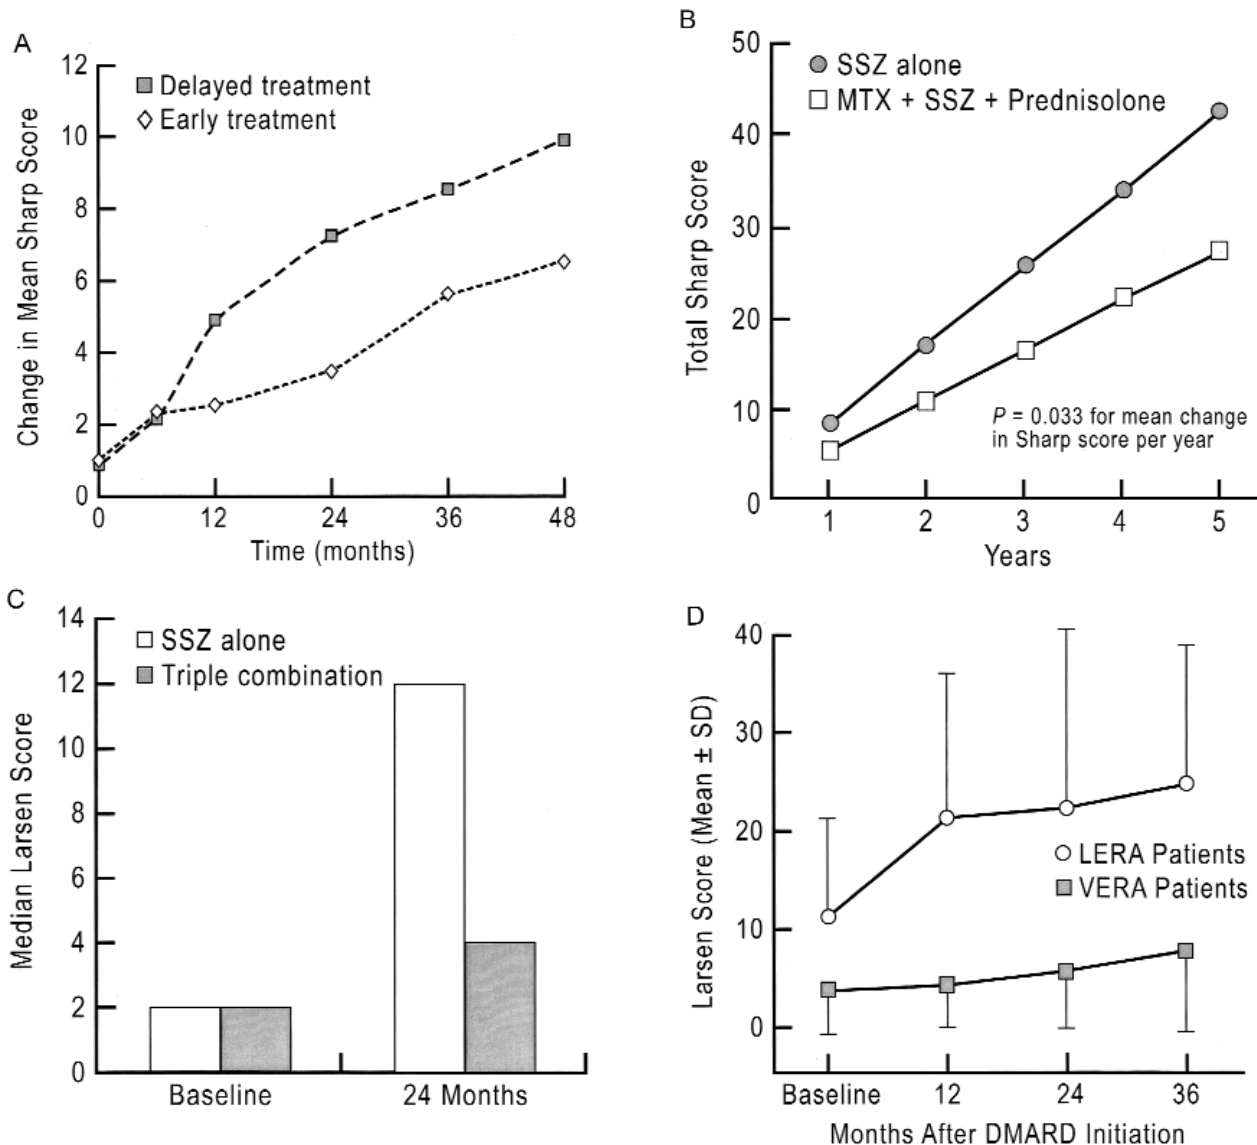 A
12
10
8
6
4
2
0
Change in Mean Sharp Score
Delayed treatment
Early treatment
0 12 24 36 48
Time (months)
B
50
40
30
20
10
0
Total Sharp Score
SSZ alone
MTX + SSZ + Prednisolone
P = 0.033 for mean change
in Sharp score per year
1 2 3 4 5
Years
C
14
12
10
8
6
4
2
0
Median Larsen Score
SSZ alone
Triple combination
Baseline 24 Months
D
40
30
20
10
0
Larsen Score (Mean ± SD)
LERA Patients
VERA Patients
Baseline 12 24 36
Months After DMARD Initiation